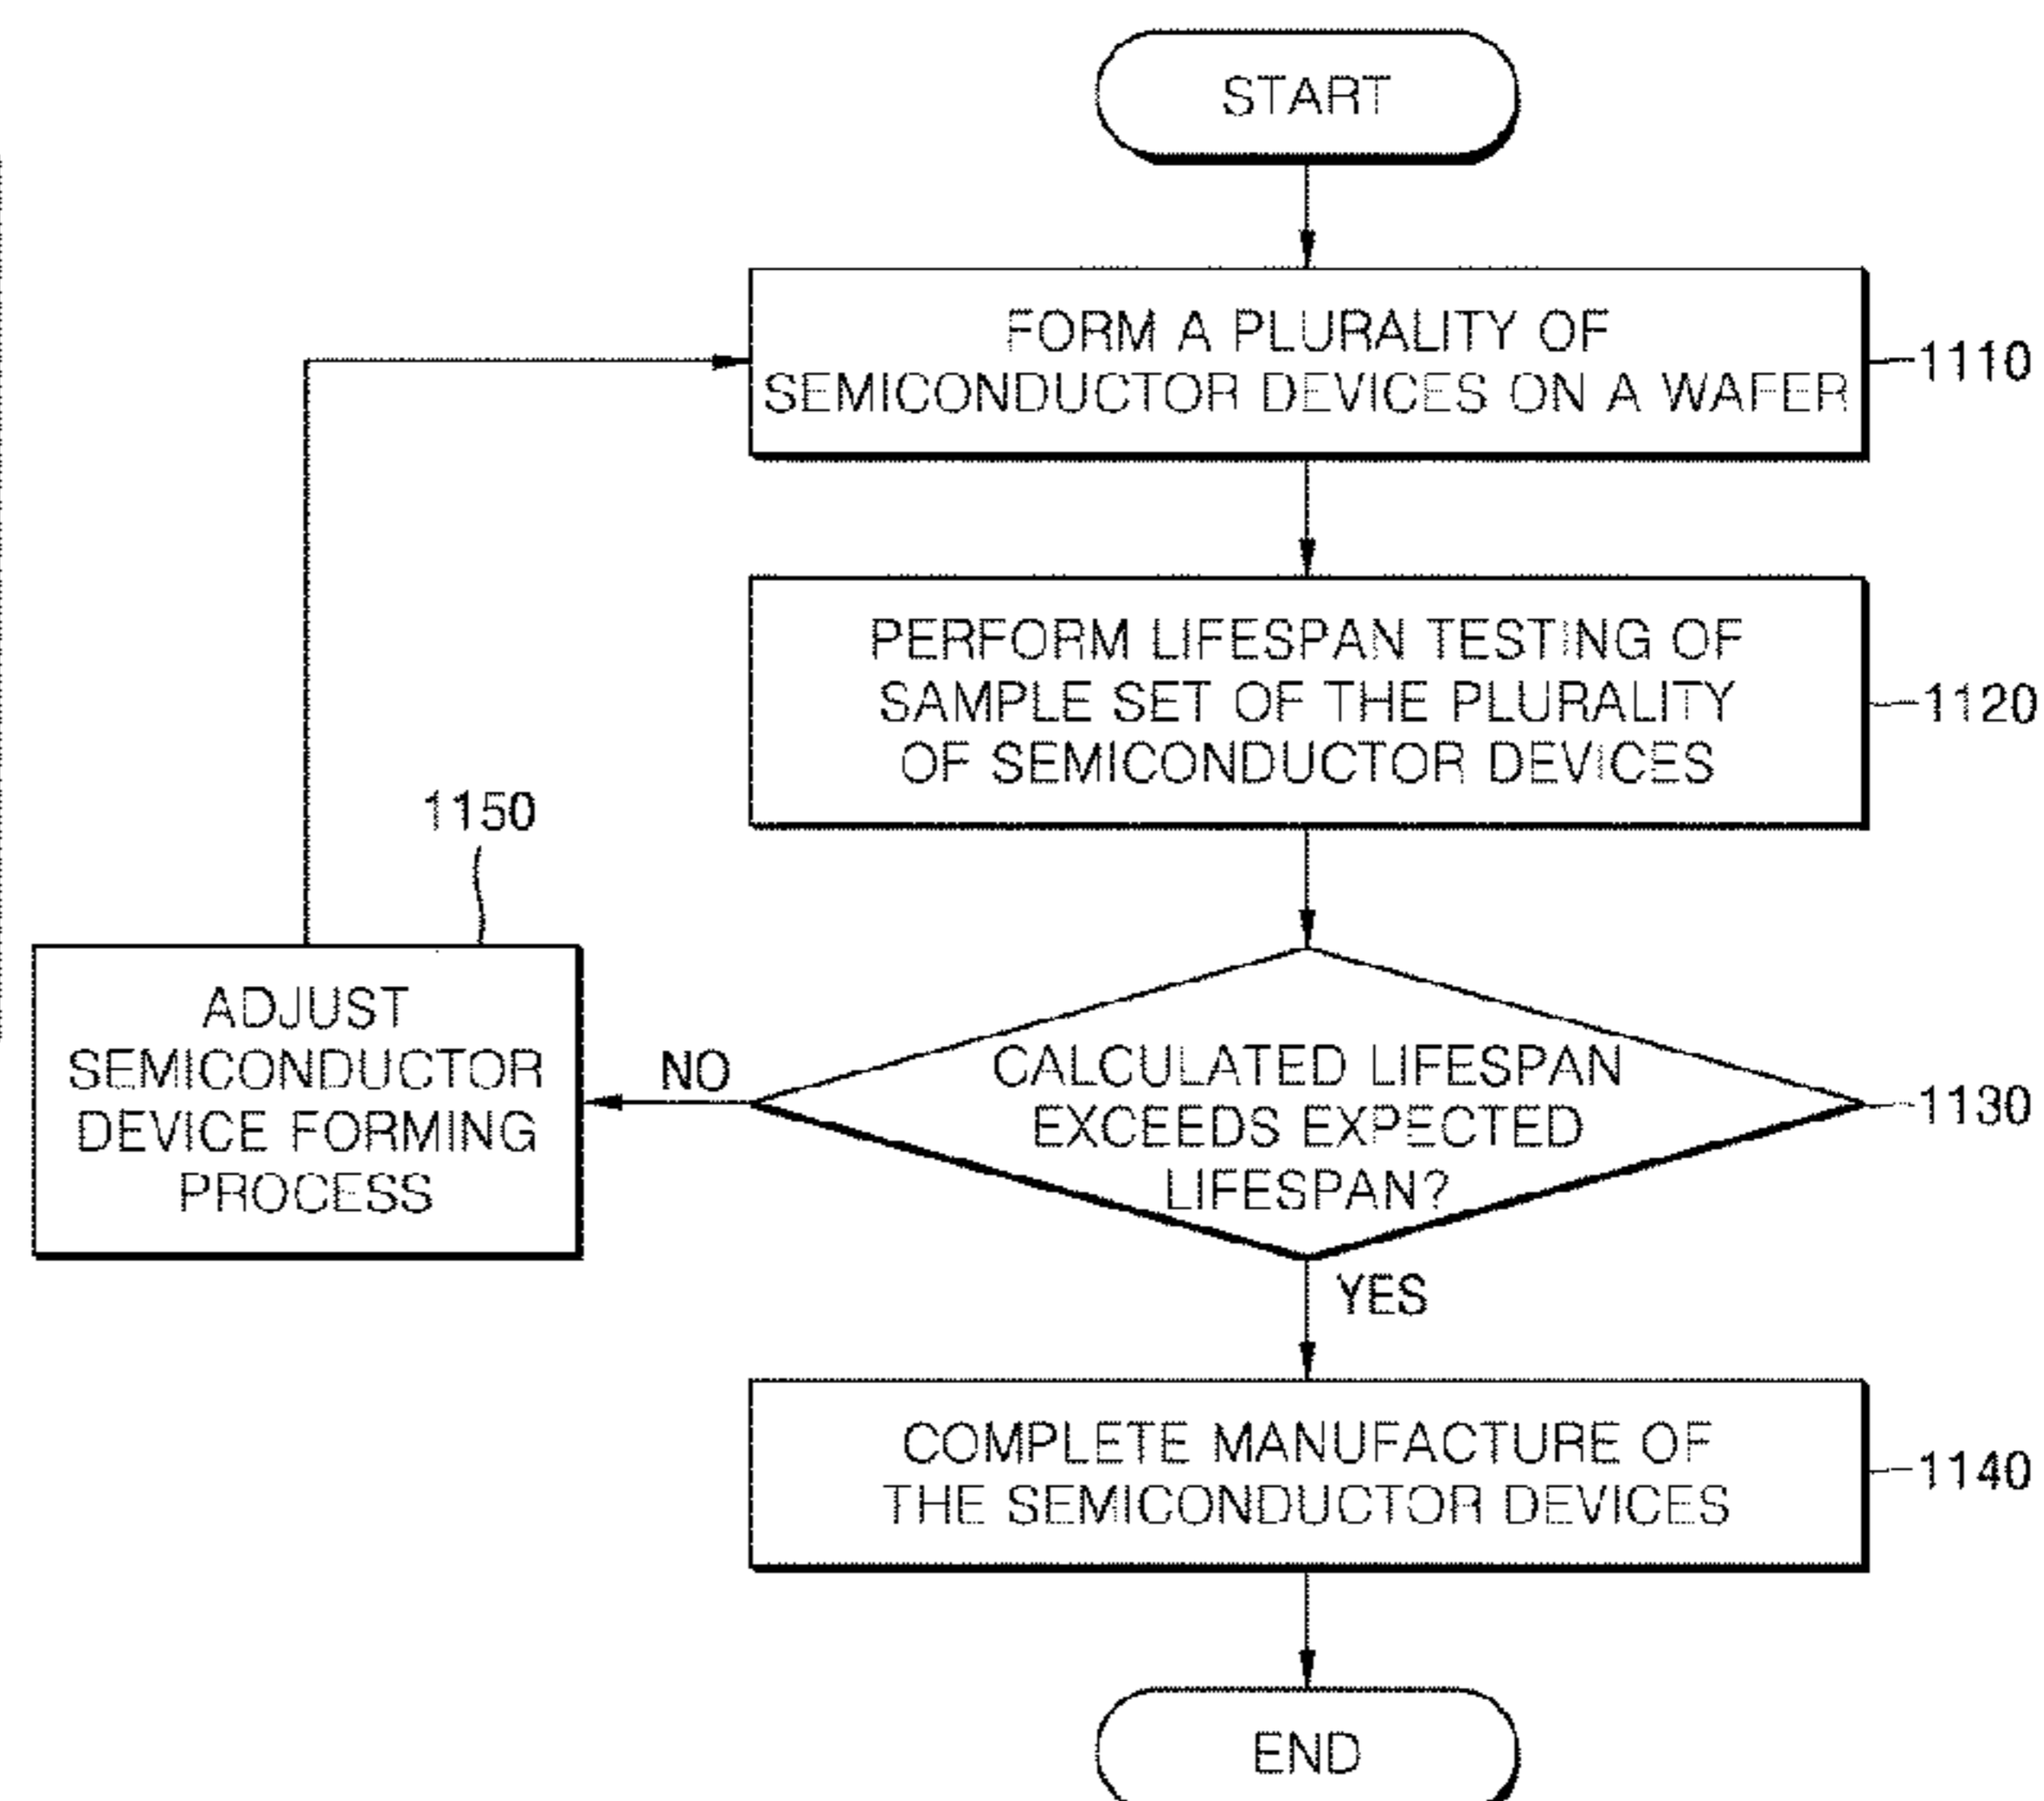 START
FORM A PLURALITY OF
SEMICONDUCTOR DEVICES ON A WAFER
1110
PERFORM LIFESPAN TESTING OF
SAMPLE SET OF THE PLURALITY
OF SEMICONDUCTOR DEVICES
1120
1150
ADJUST
SEMICONDUCTOR
DEVICE FORMING
PROCESS
NO
CALCULATED LIFESPAN
EXCEEDS EXPECTED
LIFESPAN?
1130
YES
COMPLETE MANUFACTURE OF
THE SEMICONDUCTOR DEVICES
1140
END